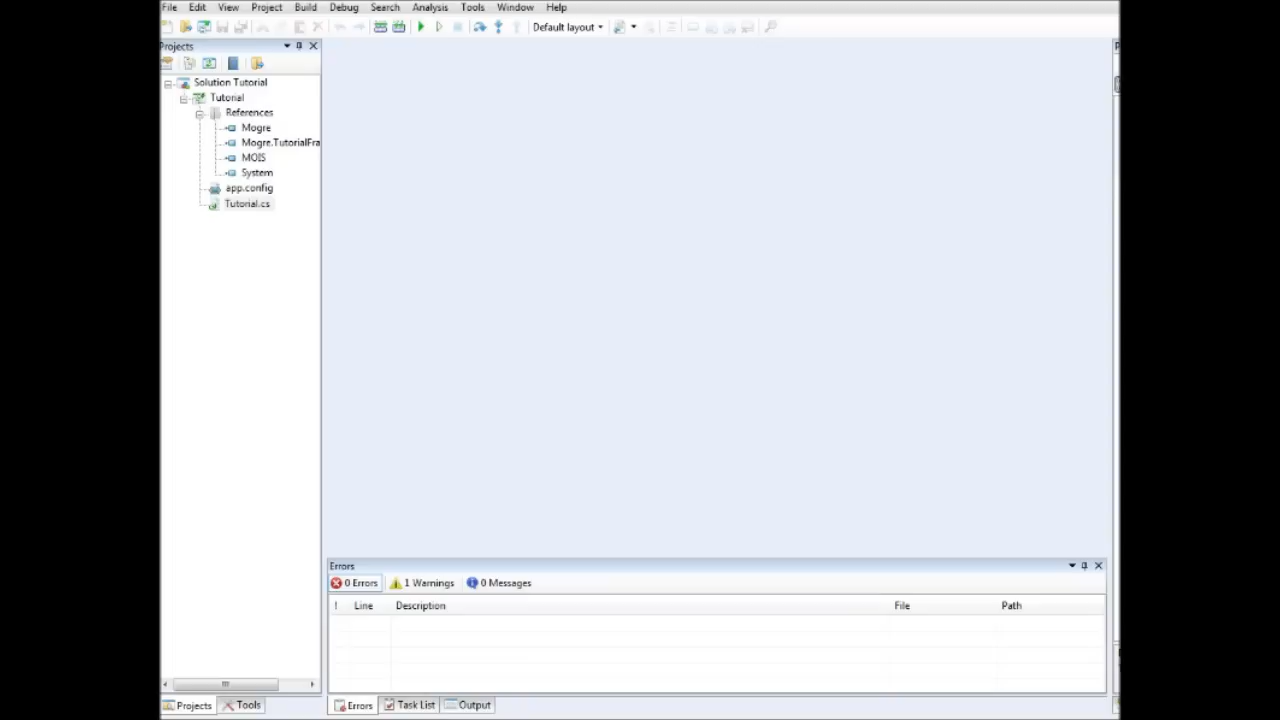 File Edit View Project Build Debug Search Analysis Tools Window Help
Default layout
Projects
Solution Tutorial
Tutorial
References
Mogre
Mogre.TutorialFra
MOIS
System
app.config
Tutorial.cs
Errors
0 Errors 1 Warnings 0 Messages
! Line Description File Path
Projects Tools Errors Task List Output